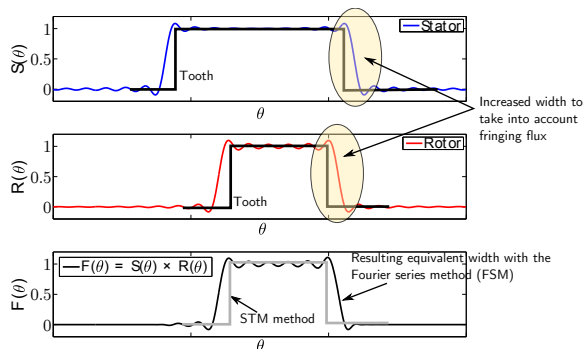 1
0.5
0
S(θ)
Stator
Tooth
θ
Increased width to
take into account
fringing flux
1
0.5
0
R(θ)
Rotor
Tooth
θ
1
0.5
0
F(θ)
F(θ) = S(θ) × R(θ)
Resulting equivalent width with the
Fourier series method (FSM)
STM method
θ